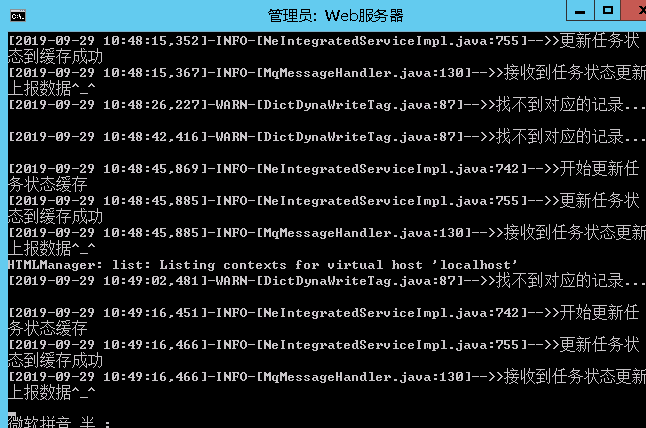 C:\.
管理员: Web服务器
[2019-09-29 10:48:15,352]-INFO-[NeIntegratedServiceImpl.java:755]-->>更新任务状
态到缓存成功
[2019-09-29 10:48:15,367]-INFO-[MqMessageHandler.java:130]-->>接收到任务状态更新
上报数据^_^
[2019-09-29 10:48:26,227]-WARN-[DictDynaWriteTag.java:87]-->>找不到对应的记录...
[2019-09-29 10:48:42,416]-WARN-[DictDynaWriteTag.java:87]-->>找不到对应的记录...
[2019-09-29 10:48:45,869]-INFO-[NeIntegratedServiceImpl.java:742]-->>开始更新任
务状态缓存
[2019-09-29 10:48:45,885]-INFO-[NeIntegratedServiceImpl.java:755]-->>更新任务状
态到缓存成功
[2019-09-29 10:48:45,885]-INFO-[MqMessageHandler.java:130]-->>接收到任务状态更新
上报数据^_^
HTMLManager: list: Listing contexts for virtual host 'localhost'
[2019-09-29 10:49:02,481]-WARN-[DictDynaWriteTag.java:87]-->>找不到对应的记录...
[2019-09-29 10:49:16,451]-INFO-[NeIntegratedServiceImpl.java:742]-->>开始更新任
务状态缓存
[2019-09-29 10:49:16,466]-INFO-[NeIntegratedServiceImpl.java:755]-->>更新任务状
态到缓存成功
[2019-09-29 10:49:16,466]-INFO-[MqMessageHandler.java:130]-->>接收到任务状态更新
上报数据^_^
微软拼音 半 :